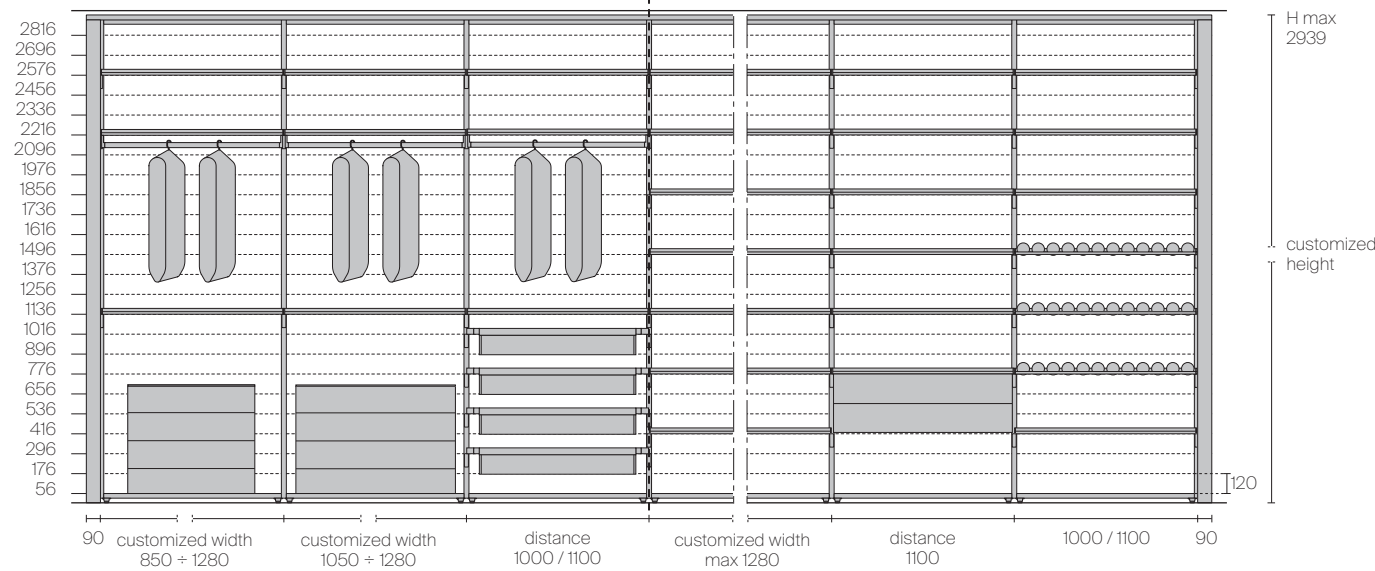 2816
2696
2576
2456
2336
2216
2096
1976
1856
1736
1616
1496
1376
1256
1136
1016
896
776
656
536
416
296
176
56
H max
2939
customized
height
120
90
customized width
850 ÷ 1280
customized width
1050 ÷ 1280
distance
1000 / 1100
customized width
max 1280
distance
1100
1000 / 1100
90